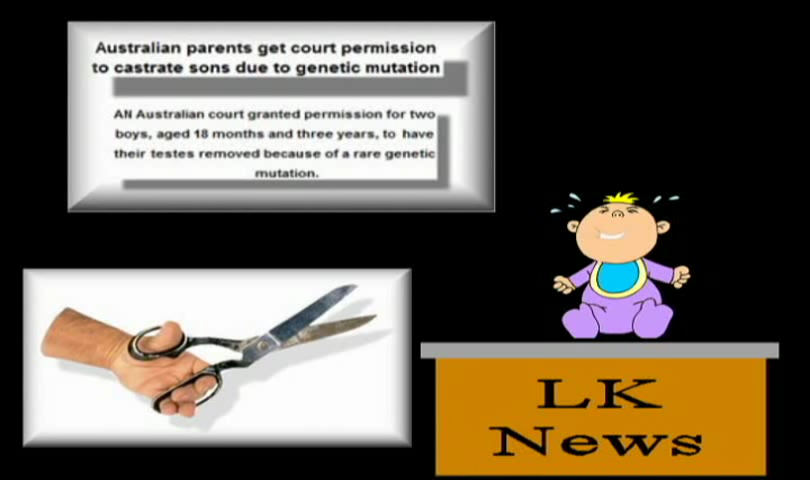 Australian parents get court permission
to castrate sons due to genetic mutation
AN Australian court granted permission for two
boys, aged 18 months and three years, to have
their testes removed because of a rare genetic
mutation.
LK
News